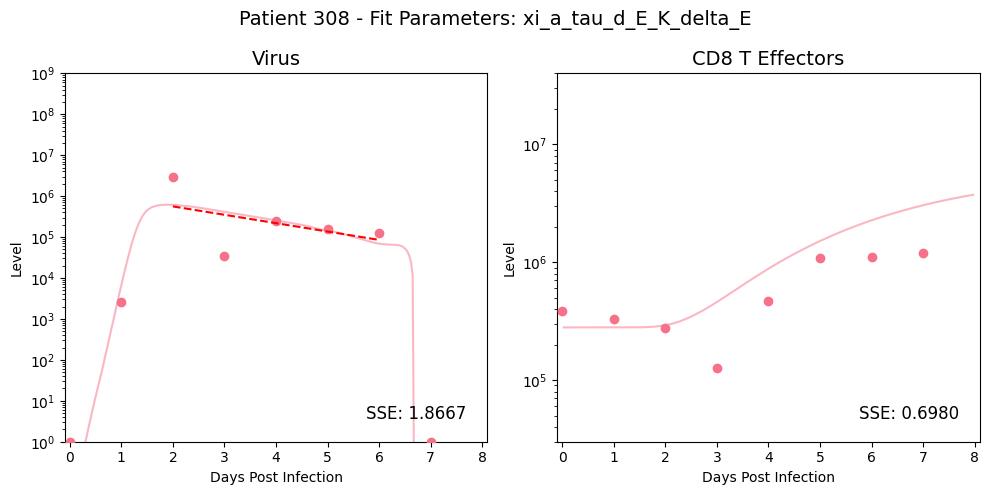 Patient 308 - Fit Parameters: xi_a_tau_d_E_K_delta_E
Virus
CD8 T Effectors
Level
10^9
10^8
10^7
10^6
10^5
10^4
10^3
10^2
10^1
10^0
SSE: 1.8667
0 1 2 3 4 5 6 7 8
Days Post Infection
Level
10^7
10^6
10^5
SSE: 0.6980
0 1 2 3 4 5 6 7 8
Days Post Infection